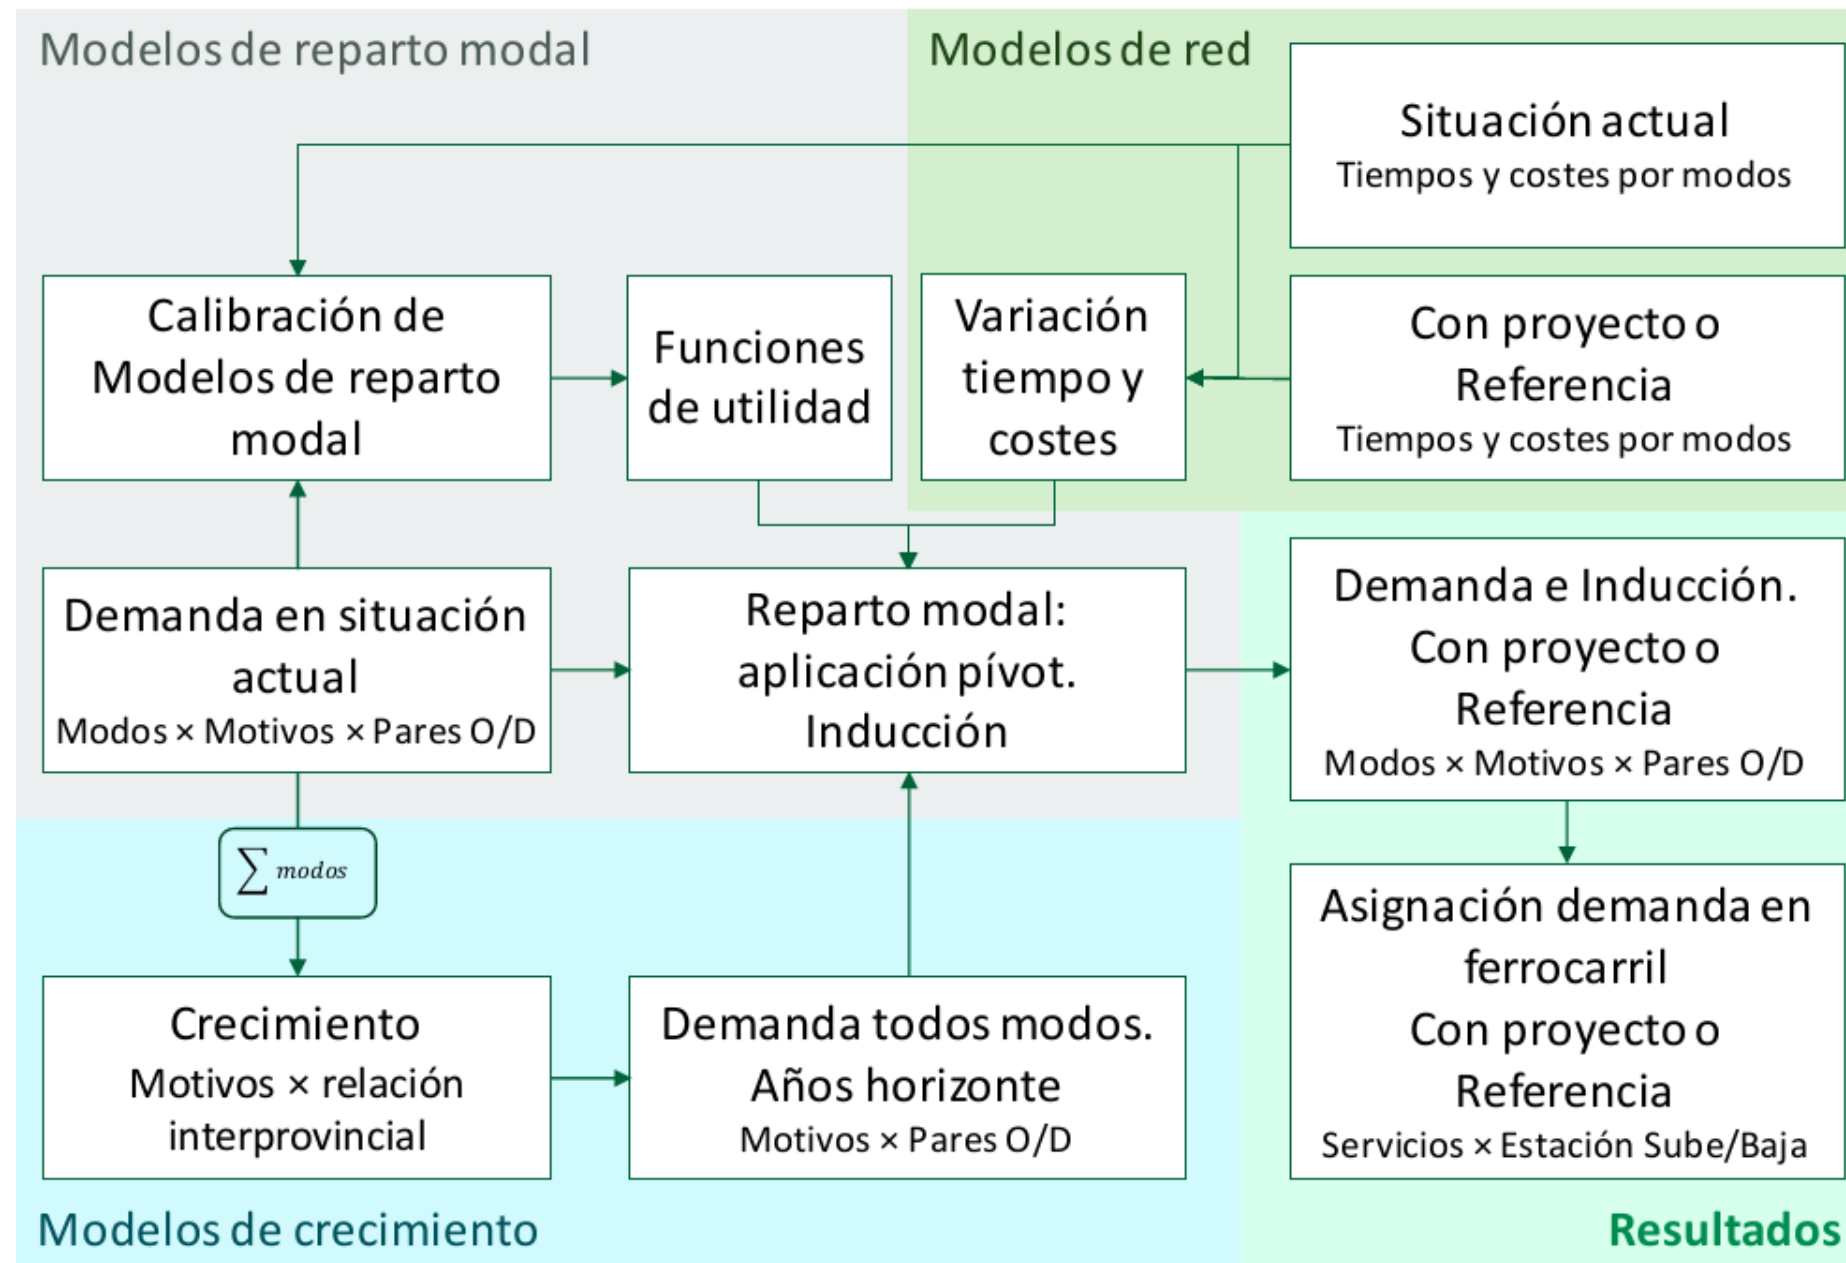 Modelos de reparto modal
Modelos de red
Situación actual
Tiempos y costes por modos
Calibración de
Modelos de reparto
modal
Funciones
de utilidad
Variación
tiempo y
costes
Con proyecto o
Referencia
Tiempos y costes por modos
Demanda en situación
actual
Modos × Motivos × Pares O/D
Reparto modal:
aplicación pívot.
Inducción
Demanda e Inducción.
Con proyecto o
Referencia
Modos × Motivos × Pares O/D
∑ modos
Crecimiento
Motivos × relación
interprovincial
Demanda todos modos.
Años horizonte
Motivos × Pares O/D
Asignación demanda en
ferrocarril
Con proyecto o
Referencia
Servicios × Estación Sube/Baja
Modelos de crecimiento
Resultados